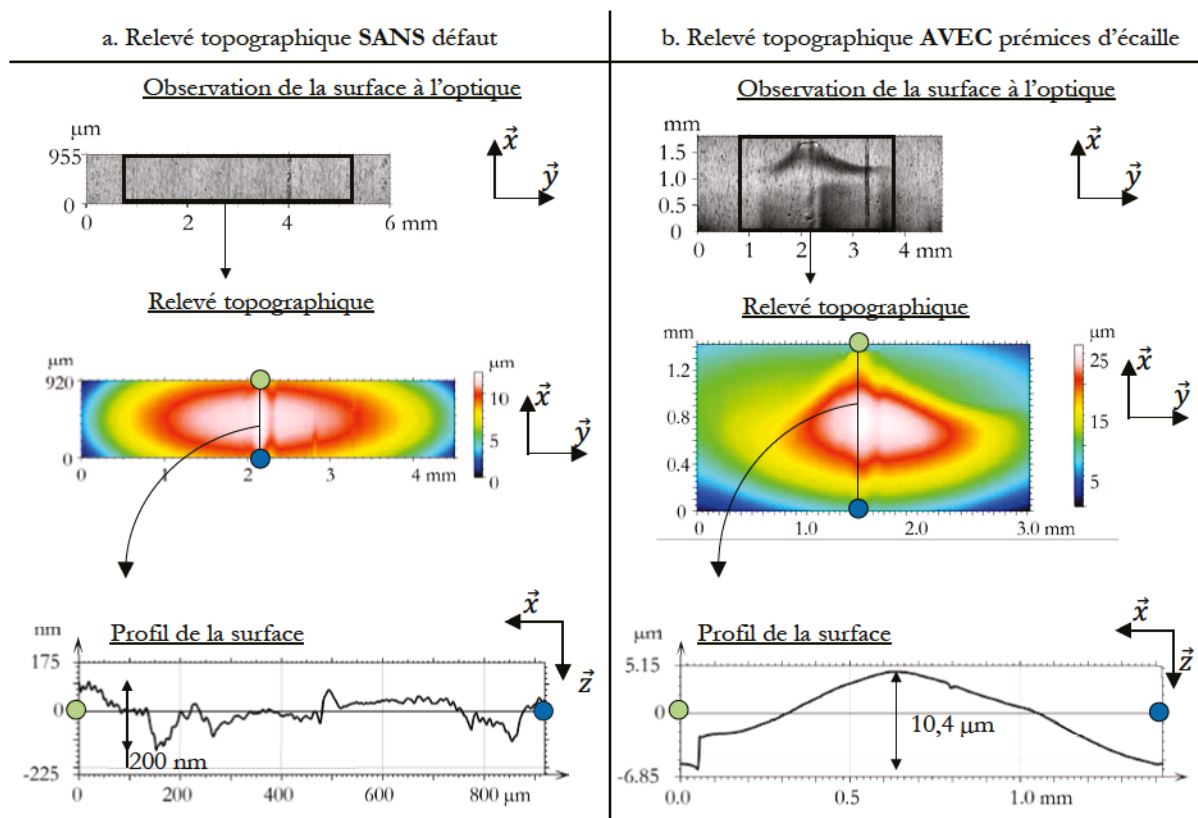 a. Relevé topographique SANS défaut
Observation de la surface à l'optique
μm
955
0
0 2 4 6 mm
x⃗
y⃗
Relevé topographique
μm
920
0
0 1 2 3 4 mm
μm
10
5
0
x⃗
y⃗
Profil de la surface
x⃗
z⃗
nm
175
0
-225
200 nm
0 200 400 600 800 μm
b. Relevé topographique AVEC prémices d'écaille
Observation de la surface à l'optique
mm
1.5
1.0
0.5
0
0 1 2 3 4 mm
x⃗
y⃗
Relevé topographique
mm
1.2
0.8
0.4
0
0 1.0 2.0 3.0 mm
μm
25
15
5
x⃗
y⃗
Profil de la surface
x⃗
z⃗
μm
5.15
0
-6.85
10,4 μm
0.0 0.5 1.0 mm